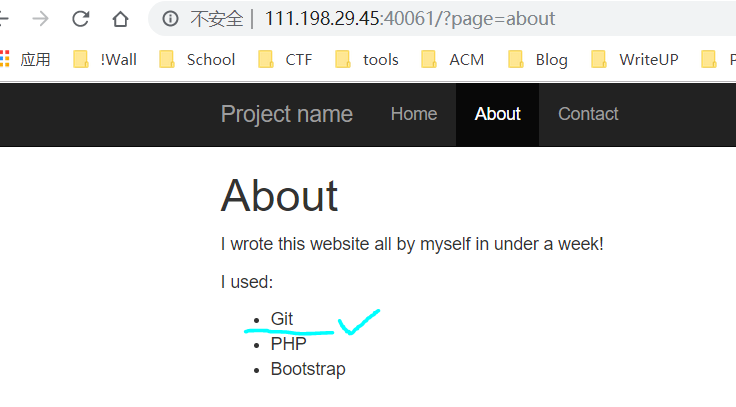 不安全 | 111.198.29.45:40061/?page=about
应用 !Wall School CTF tools ACM Blog WriteUP
Project name Home About Contact
About
I wrote this website all by myself in under a week!
I used:
• Git
• PHP
• Bootstrap